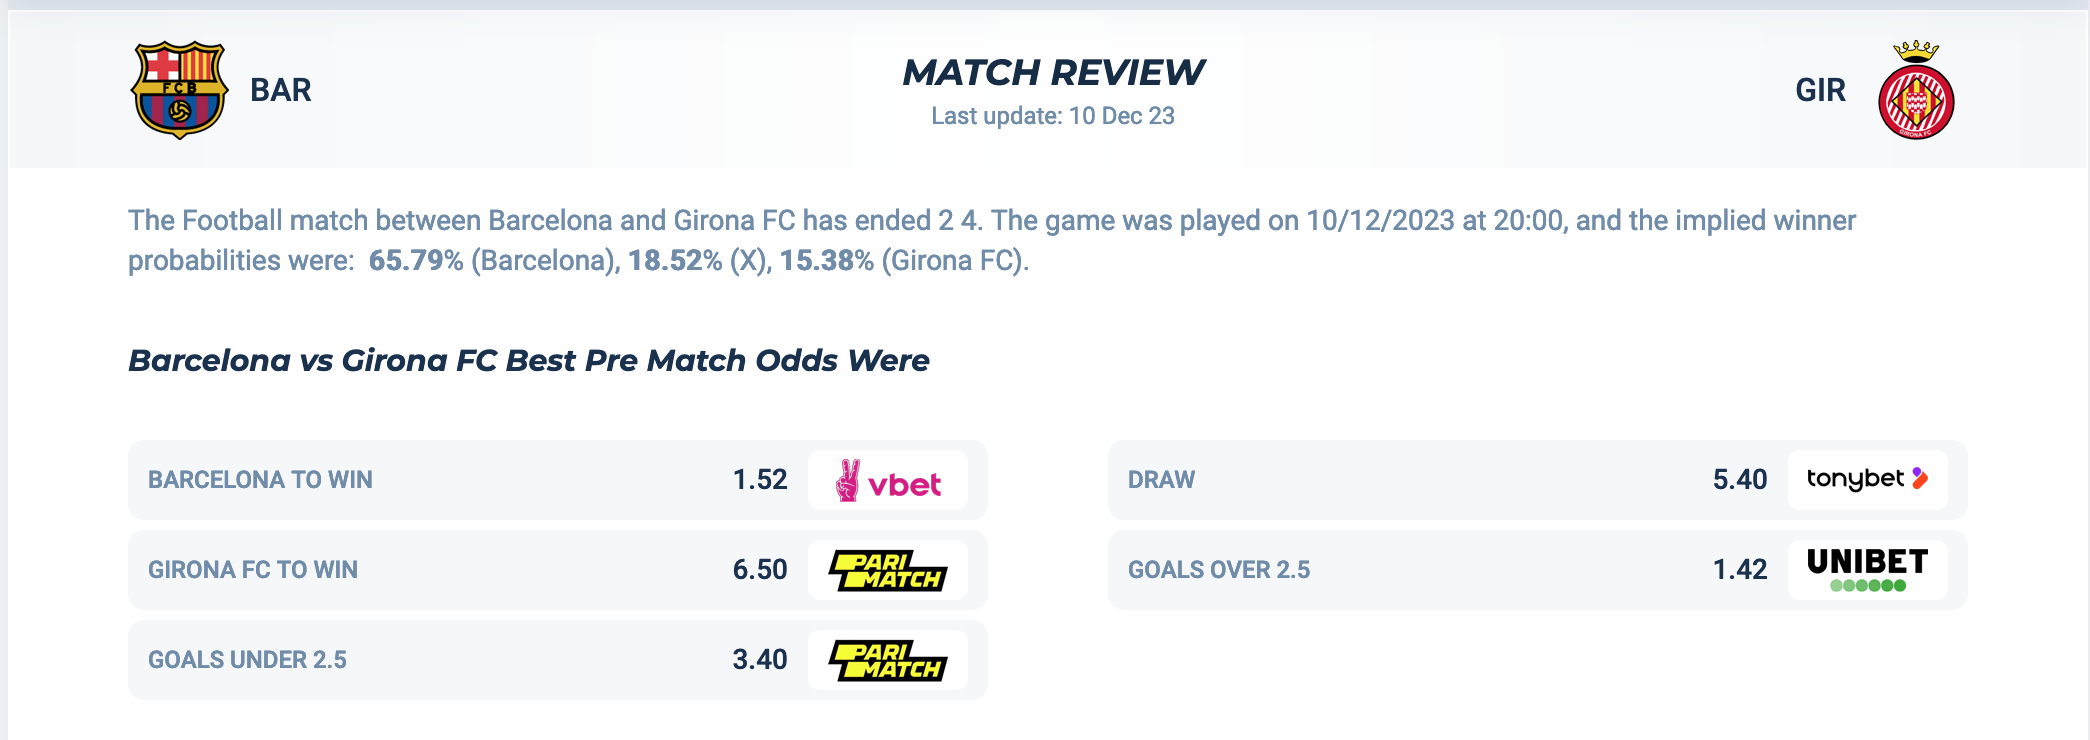 FCB
BAR
MATCH REVIEW
Last update: 10 Dec 23
GIR
GIRONA FC
The Football match between Barcelona and Girona FC has ended 2 4. The game was played on 10/12/2023 at 20:00, and the implied winner
probabilities were: 65.79% (Barcelona), 18.52% (X), 15.38% (Girona FC).
Barcelona vs Girona FC Best Pre Match Odds Were
BARCELONA TO WIN 1.52 vbet
DRAW 5.40 tonybet
GIRONA FC TO WIN 6.50 PARI MATCH
GOALS OVER 2.5 1.42 UNIBET
GOALS UNDER 2.5 3.40 PARI MATCH